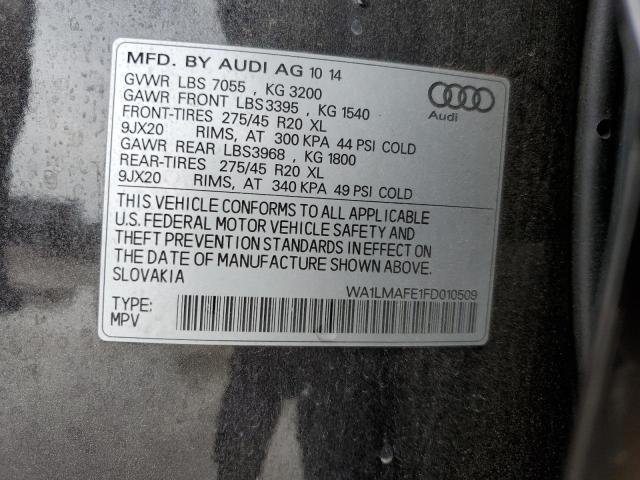 MFD. BY AUDI AG 10 14
GVWR LBS 7055 , KG 3200
GAWR FRONT LBS3395 , KG 1540
FRONT-TIRES 275/45 R20 XL
9JX20 RIMS, AT 300 KPA 44 PSI COLD
GAWR REAR LBS3968 , KG 1800
REAR-TIRES 275/45 R20 XL
9JX20 RIMS, AT 340 KPA 49 PSI COLD
Audi
THIS VEHICLE CONFORMS TO ALL APPLICABLE
U.S. FEDERAL MOTOR VEHICLE SAFETY AND
THEFT PREVENTION STANDARDS IN EFFECT ON
THE DATE OF MANUFACTURE SHOWN ABOVE.
SLOVAKIA
WA1LMAFE1FD010509
TYPE:
MPV